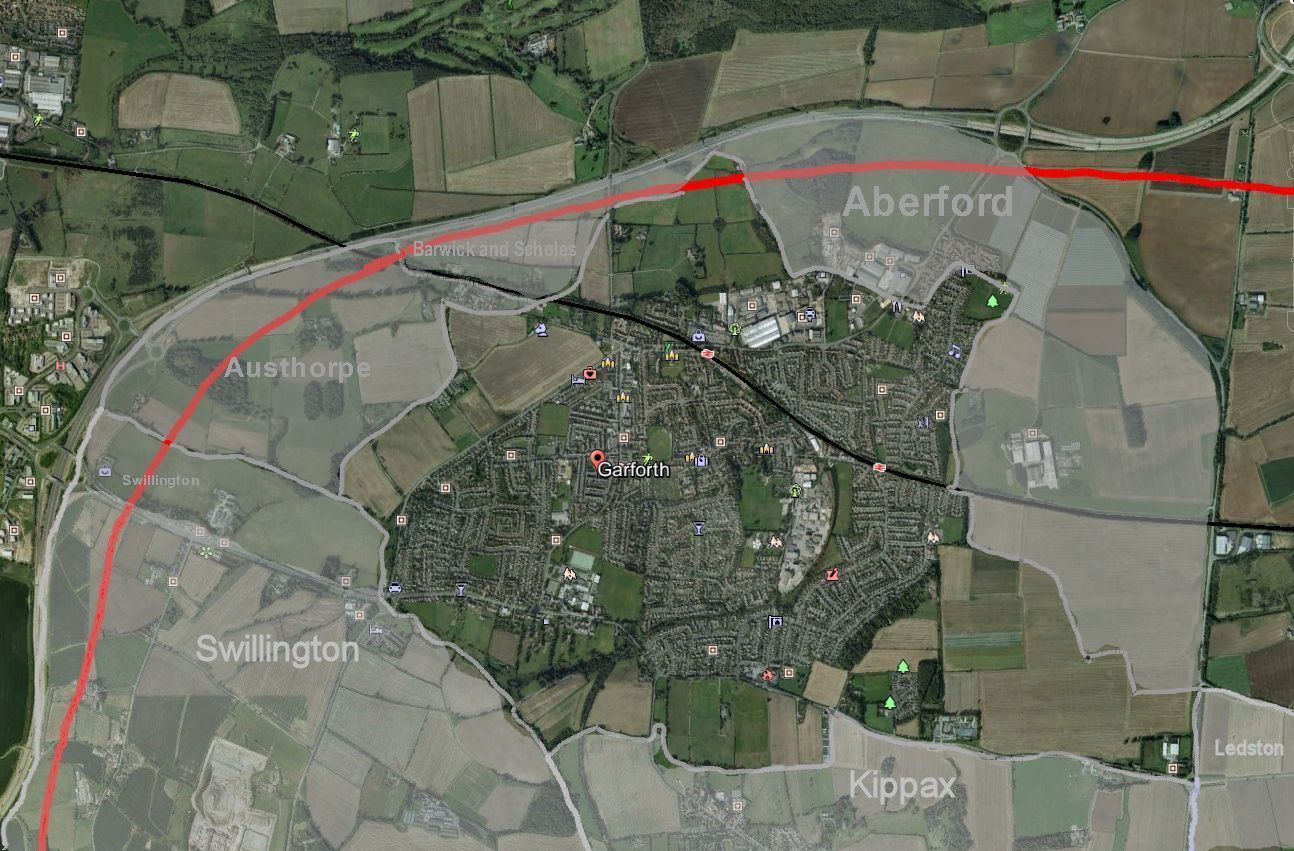 Aberford
Barwick and Scholes
Austhorpe
Garforth
Swillington
Swillington
Ledston
Kippax